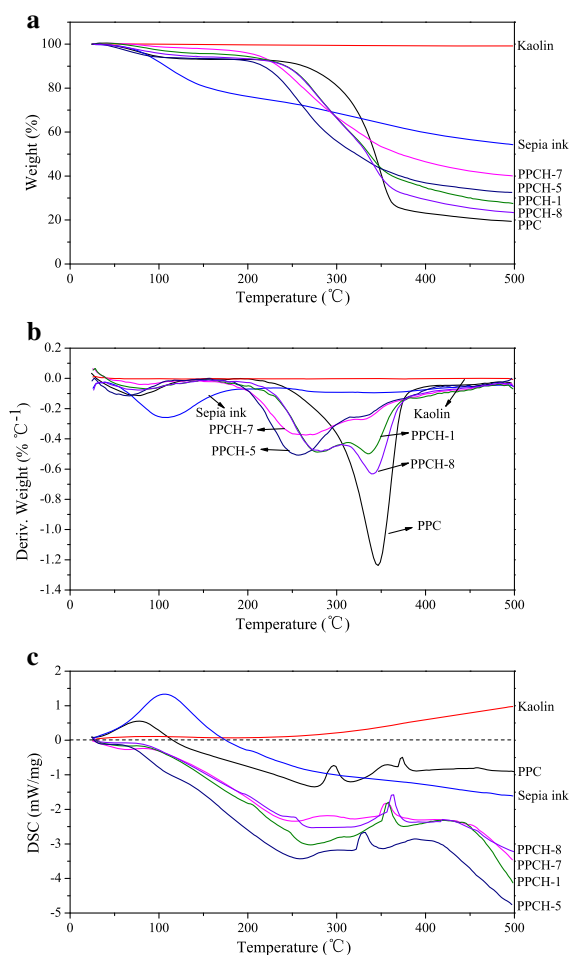 a
100
80
60
40
20
0
Weight (%)
Kaolin
Sepia ink
PPCH-7
PPCH-5
PPCH-1
PPCH-8
PPC
0
100
200
300
400
500
Temperature (℃)
b
0.2
0.0
-0.2
-0.4
-0.6
-0.8
-1.0
-1.2
-1.4
Deriv. Weight (% ℃-1)
Sepia ink
Kaolin
PPCH-7
PPCH-1
PPCH-5
PPCH-8
PPC
0
100
200
300
400
500
Temperature (℃)
c
2
1
0
-1
-2
-3
-4
-5
DSC (mW/mg)
Kaolin
PPC
Sepia ink
PPCH-8
PPCH-7
PPCH-1
PPCH-5
0
100
200
300
400
500
Temperature (℃)